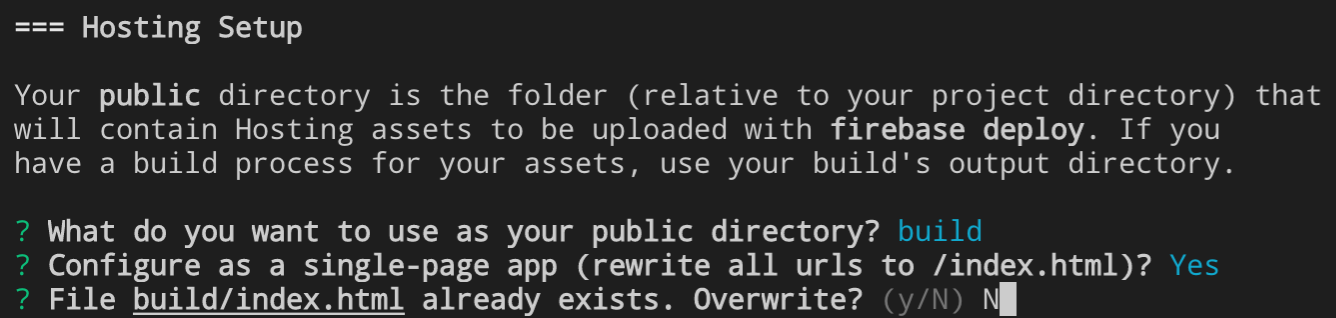 === Hosting Setup
Your public directory is the folder (relative to your project directory) that
will contain Hosting assets to be uploaded with firebase deploy. If you
have a build process for your assets, use your build's output directory.
? What do you want to use as your public directory? build
? Configure as a single-page app (rewrite all urls to /index.html)? Yes
? File build/index.html already exists. Overwrite? (y/N) N